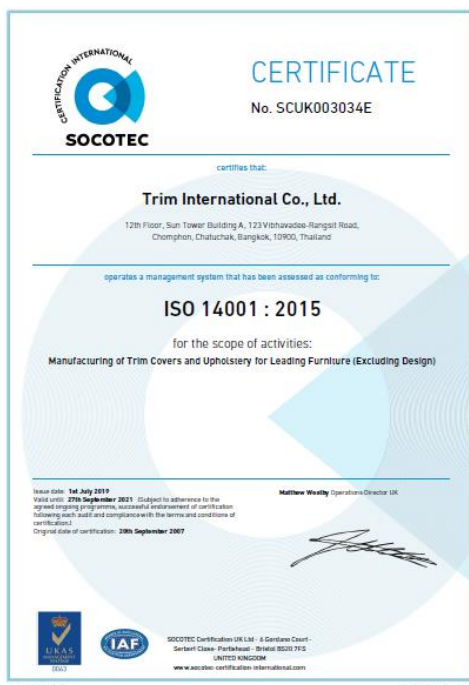 CERTIFICATION INTERNATIONAL
SOCOTEC
CERTIFICATE
No. SCUK003034E
certifies that:
Trim International Co., Ltd.
12th Floor, Sun Tower Building A, 123 Vibhavadee-Rangsit Road,
Chomphon, Chatuchak, Bangkok, 10900, Thailand
operates a management system that has been assessed as conforming to:
ISO 14001 : 2015
for the scope of activities:
Manufacturing of Trim Covers and Upholstery for Leading Furniture (Excluding Design)
Issue date: 1st July 2019
Valid until: 27th September 2021 (Subject to adherence to the
agreed ongoing programme, successful endorsement of certification
following each audit and compliance with the terms and conditions of
certification.)
Original date of certification: 20th September 2007
Matthew Operations Director UK
UKAS
MANAGEMENT
SYSTEMS
0063
IAF
SOCOTEC Certification UK Ltd - 6 Gordano Court -
Serbert Close- Portishead - Bristol BS20 7FS
UNITED KINGDOM
www.socotec-certification-international.com